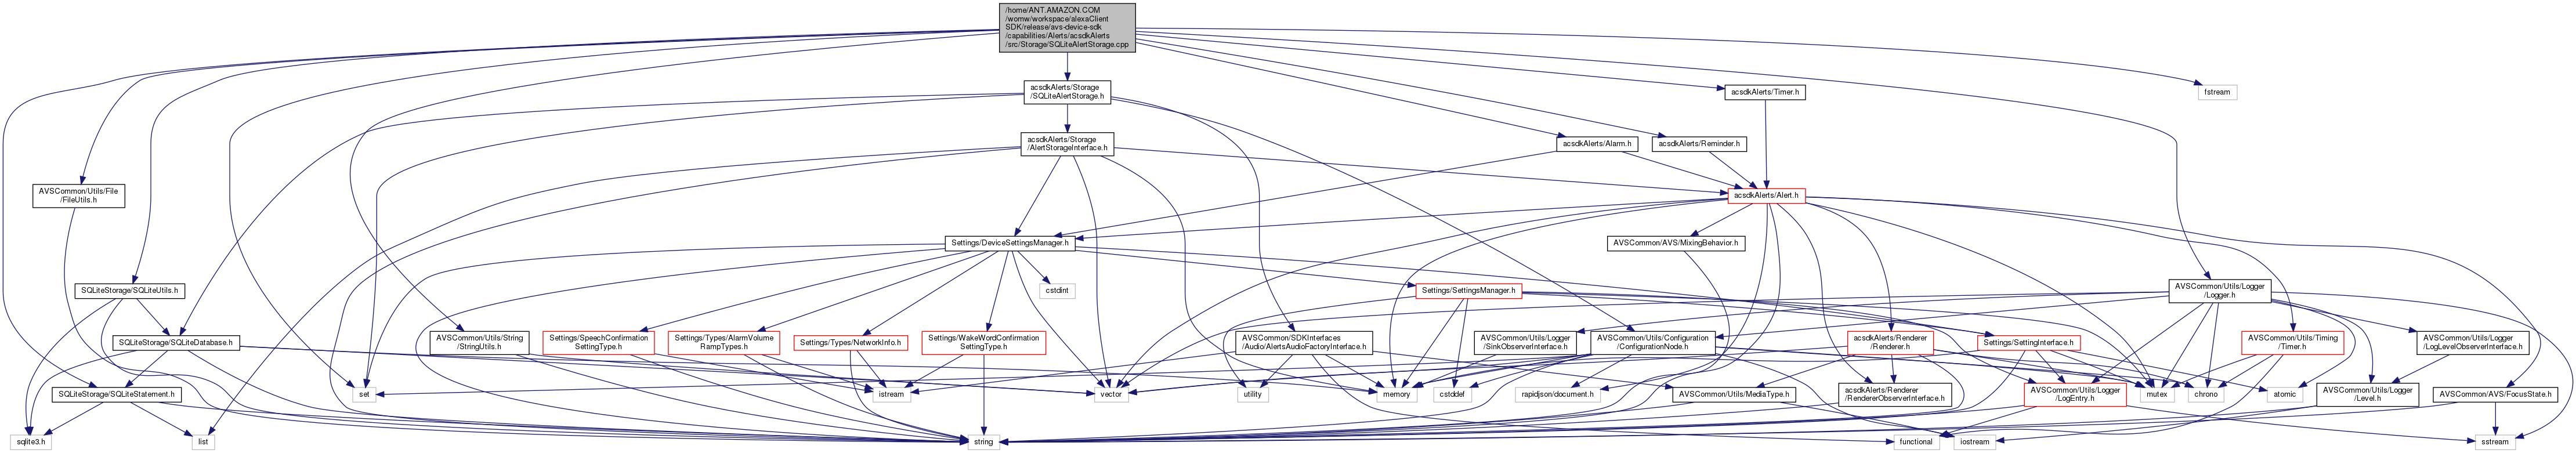 /home/ANT.AMAZON.COM
/womw/workspace/alexaClient
SDK/release/avs-device-sdk
/capabilities/Alerts/acsdkAlerts
/src/Storage/SQLiteAlertStorage.cpp
acsdkAlerts/Storage
/SQLiteAlertStorage.h
acsdkAlerts/Timer.h
fstream
acsdkAlerts/Storage
/AlertStorageInterface.h
acsdkAlerts/Alarm.h
acsdkAlerts/Reminder.h
AVSCommon/Utils/File
/FileUtils.h
acsdkAlerts/Alert.h
Settings/DeviceSettingsManager.h
AVSCommon/AVS/MixingBehavior.h
SQLiteStorage/SQLiteUtils.h
cstdint
Settings/SettingsManager.h
AVSCommon/Utils/Logger
/Logger.h
SQLiteStorage/SQLiteDatabase.h
AVSCommon/Utils/String
/StringUtils.h
Settings/SpeechConfirmation
SettingType.h
Settings/Types/AlarmVolume
RampTypes.h
Settings/Types/NetworkInfo.h
Settings/WakeWordConfirmation
SettingType.h
AVSCommon/SDKInterfaces
/Audio/AlertsAudioFactoryInterface.h
AVSCommon/Utils/Logger
/SinkObserverInterface.h
AVSCommon/Utils/Configuration
/ConfigurationNode.h
acsdkAlerts/Renderer
/Renderer.h
Settings/SettingInterface.h
AVSCommon/Utils/Timing
/Timer.h
AVSCommon/Utils/Logger
/LogLevelObserverInterface.h
SQLiteStorage/SQLiteStatement.h
set
istream
vector
utility
memory
cstddef
rapidjson/document.h
AVSCommon/Utils/MediaType.h
acsdkAlerts/Renderer
/RendererObserverInterface.h
AVSCommon/Utils/Logger
/LogEntry.h
mutex
chrono
atomic
AVSCommon/Utils/Logger
/Level.h
AVSCommon/AVS/FocusState.h
sqlite3.h
list
string
functional
iostream
sstream